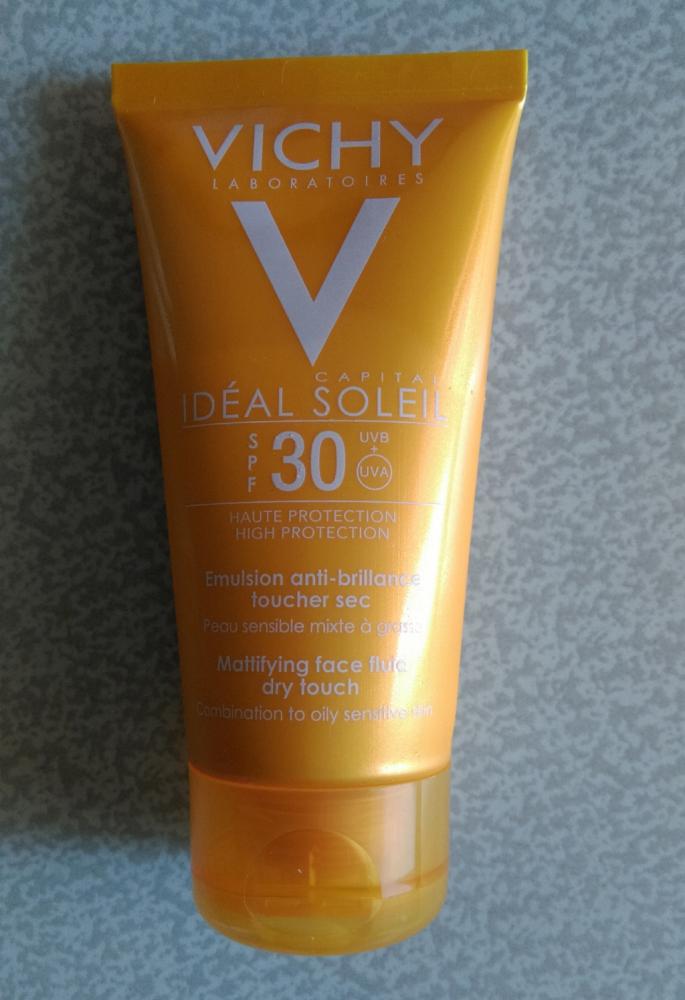 VICHY
LABORATOIRES
V
CAPITAL
IDÉAL SOLEIL
SPF 30 UVB + UVA
HAUTE PROTECTION
HIGH PROTECTION
Emulsion anti-brillance
toucher sec
Peau sensible mixte à grasse
Mattifying face fluid
dry touch
Combination to oily sensitive skin